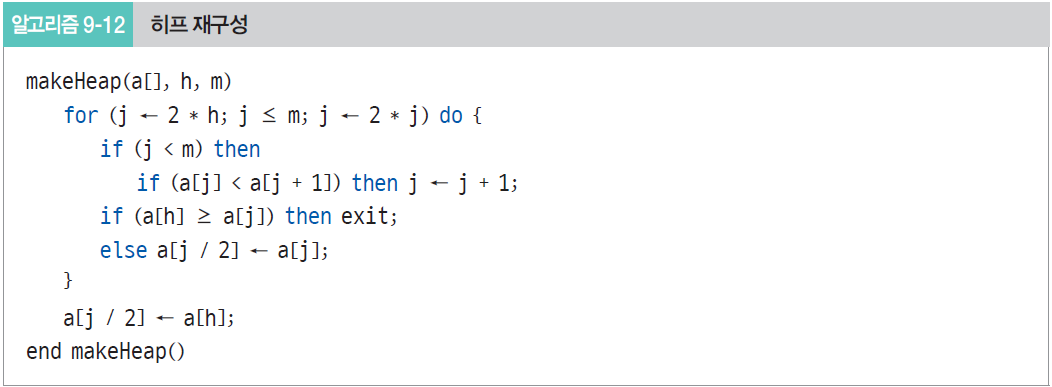 알고리즘 9-12 히프 재구성
makeHeap(a[], h, m)
for (j ← 2 * h; j ≤ m; j ← 2 * j) do {
if (j < m) then
if (a[j] < a[j + 1]) then j ← j + 1;
if (a[h] ≥ a[j]) then exit;
else a[j / 2] ← a[j];
}
a[j / 2] ← a[h];
end makeHeap()